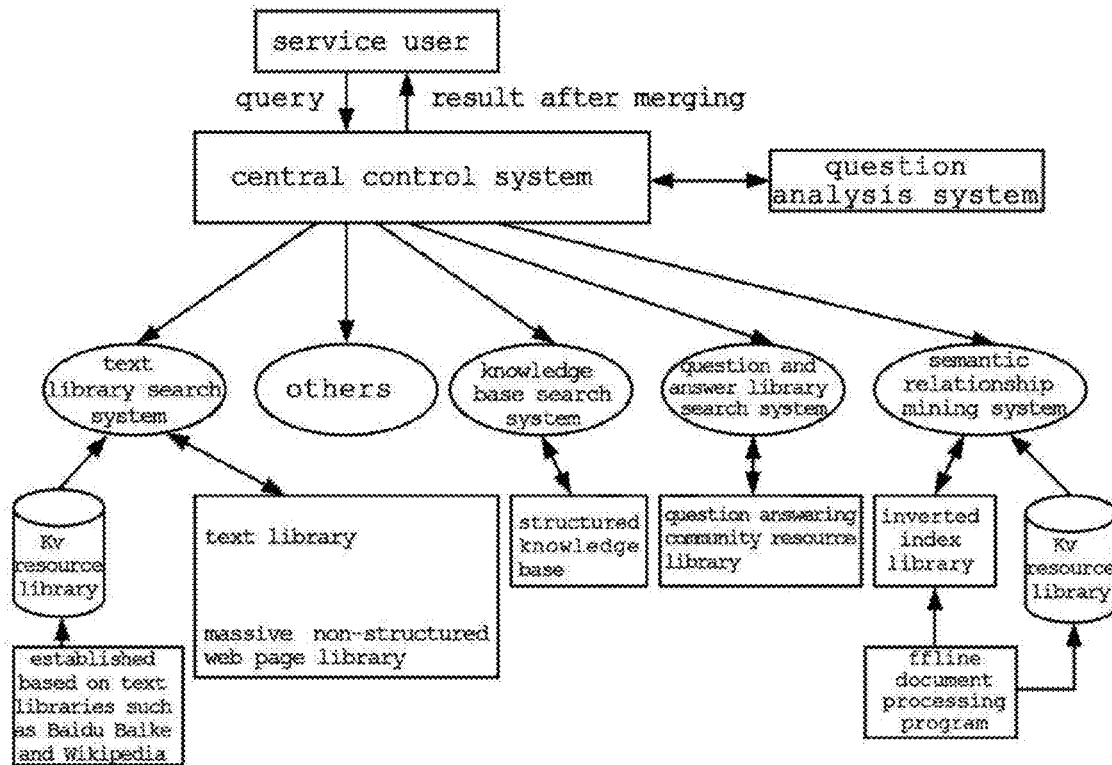 service user
query
result after merging
central control system
question
analysis system
text
library search
system
others
knowledge
base search
system
question and
answer library
search system
semantic
relationship
mining system
Kv
resource
library
text library
massive non-structured
web page library
structured
knowledge
base
question answering
community resource
library
inverted
index
library
Kv
resource
library
established
based on text
libraries such
as Baidu Baike
and Wikipedia
ffline
document
processing
program